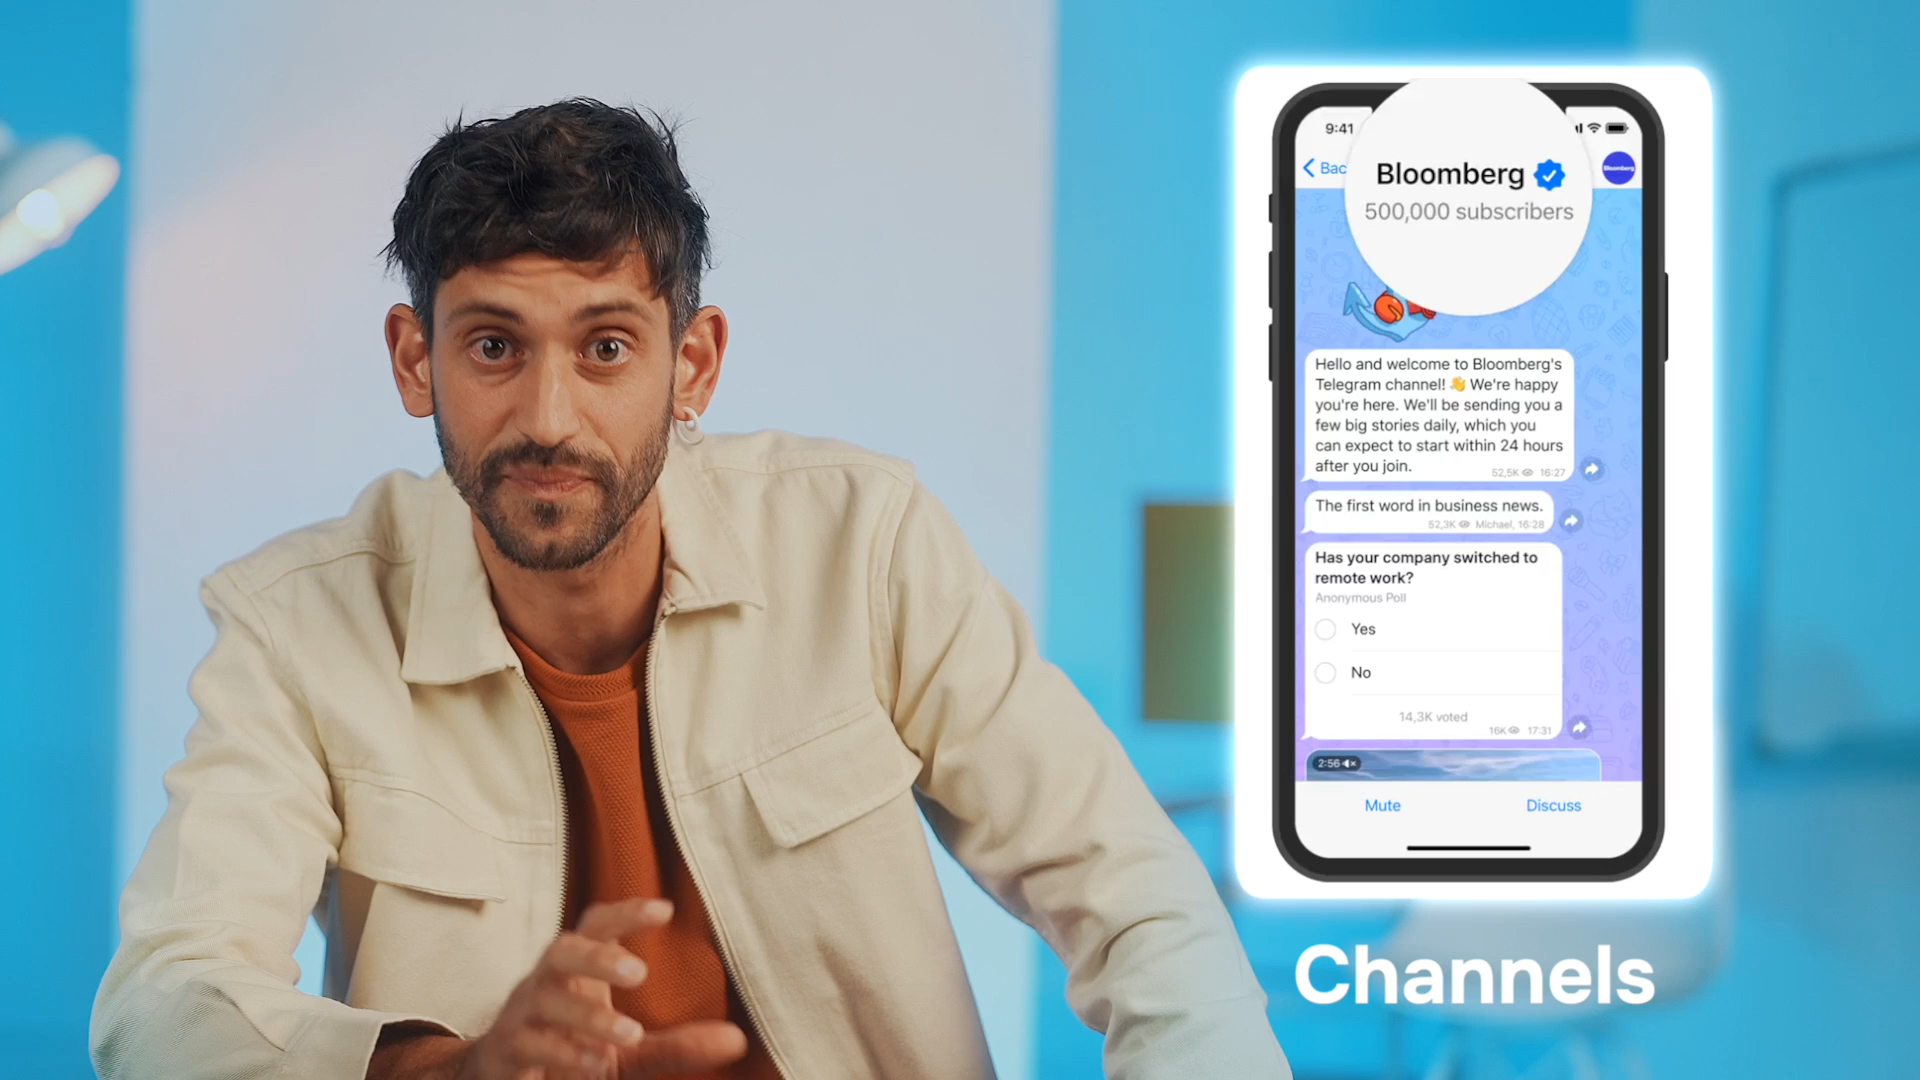 9:41
Bac
Bloomberg
500,000 subscribers
Bloomberg
Hello and welcome to Bloomberg's
Telegram channel! 👋 We're happy
you're here. We'll be sending you a
few big stories daily, which you
can expect to start within 24 hours
after you join.
52,5K 16:27
The first word in business news.
52,3K Michael, 16:28
Has your company switched to
remote work?
Anonymous Poll
Yes
No
14,3K voted
16K 17:31
2:56
Mute
Discuss
Channels